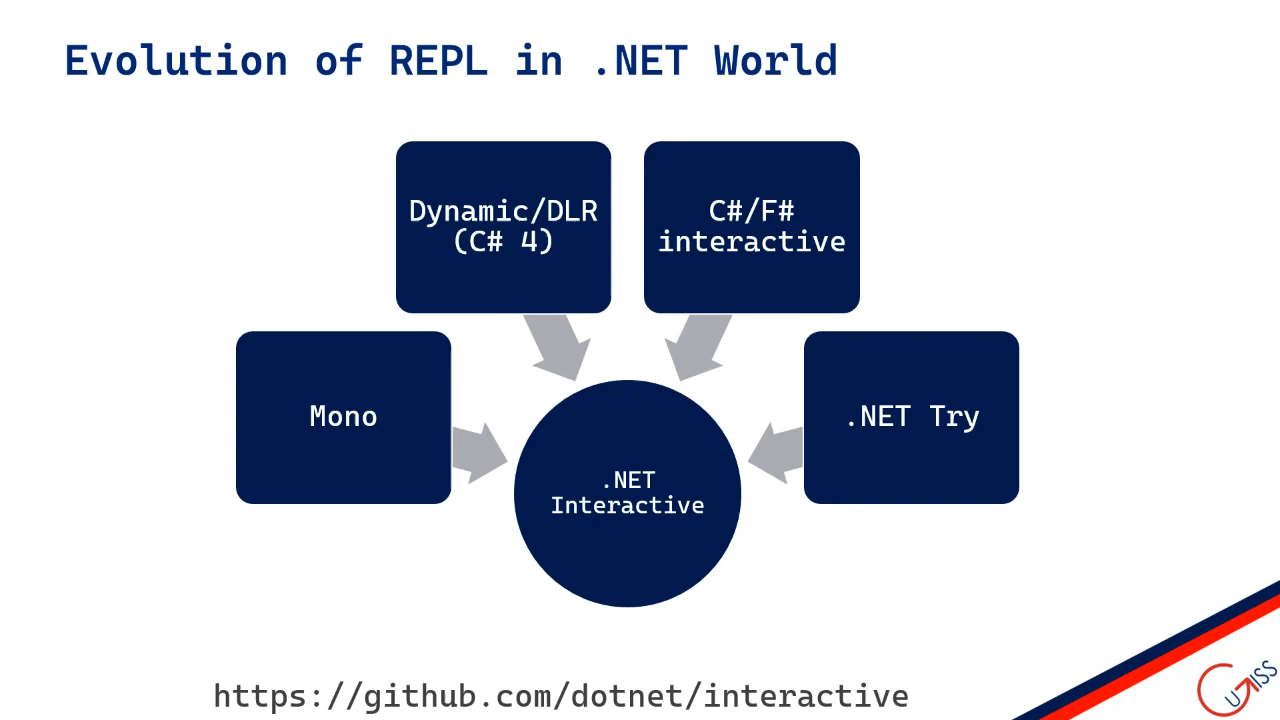 Evolution of REPL in .NET World
Dynamic/DLR
(C# 4)
C#/F#
interactive
Mono
.NET Try
.NET
Interactive
https://github.com/dotnet/interactive
UGISS